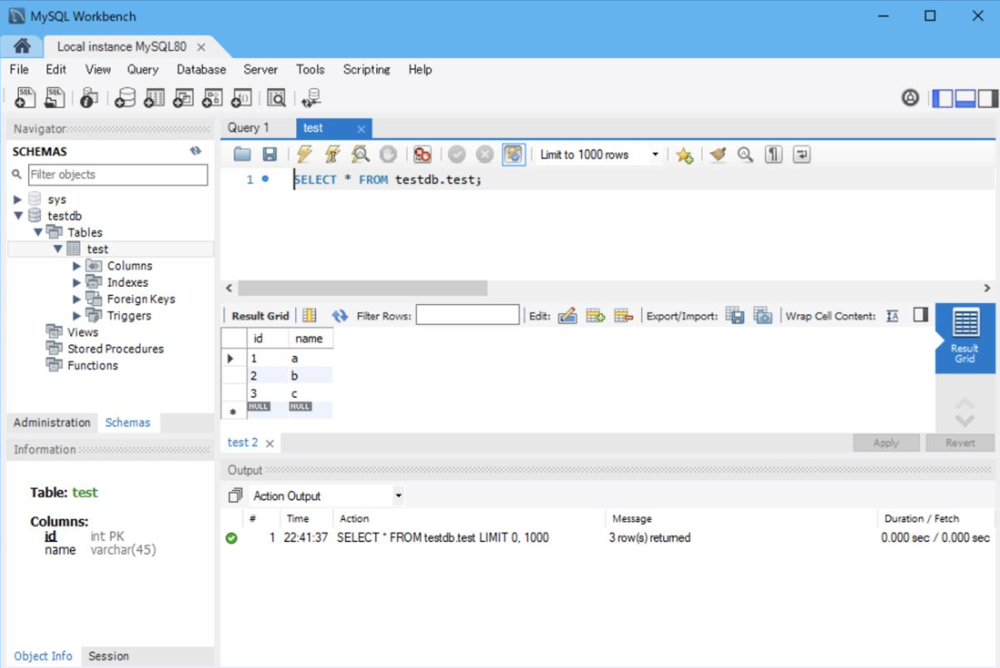 MySQL Workbench
Local instance MySQL80
File Edit View Query Database Server Tools Scripting Help
Navigator
SCHEMAS
Filter objects
sys
testdb
Tables
test
Columns
Indexes
Foreign Keys
Triggers
Views
Stored Procedures
Functions
Administration Schemas
Information
Table: test
Columns:
id int PK
name varchar(45)
Object Info Session
Query 1 test
Limit to 1000 rows
1 SELECT * FROM testdb.test;
Result Grid Filter Rows: Edit: Export/Import: Wrap Cell Content:
id name
1 a
2 b
3 c
NULL NULL
Result
Grid
test 2
Apply Revert
Output
Action Output
# Time Action Message Duration / Fetch
1 22:41:37 SELECT * FROM testdb.test LIMIT 0, 1000 3 row(s) returned 0.000 sec / 0.000 sec